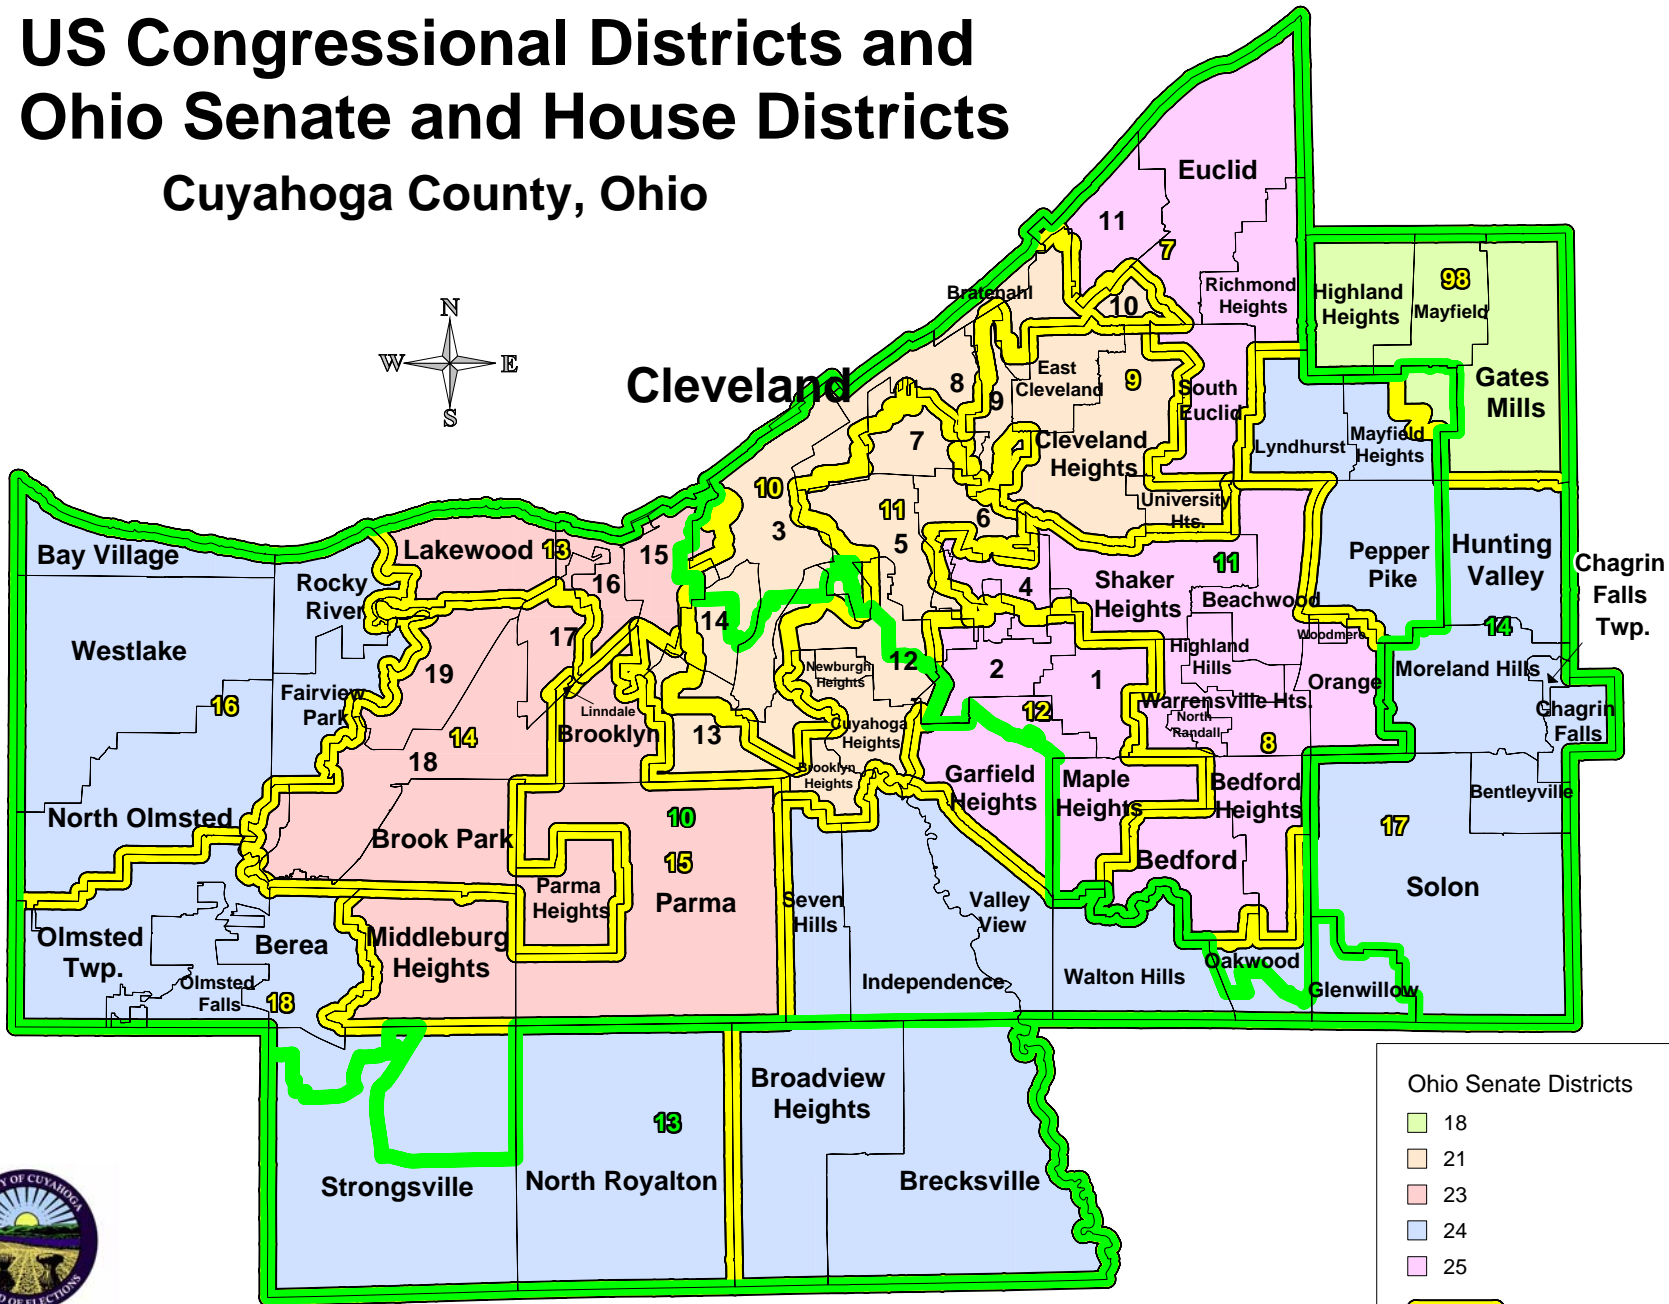 US Congressional Districts and
Ohio Senate and House Districts
Cuyahoga County, Ohio
N
W
E
S
Cleveland
Euclid
11
7
Bratenahl
10
Richmond
Heights
Highland
Heights
98
Mayfield
Gates
Mills
8
9
East
Cleveland
9
South
Euclid
7
Cleveland
Heights
Lyndhurst
Mayfield
Heights
10
3
11
5
6
University
Hts.
Bay Village
Rocky
River
Lakewood
13
15
16
4
Shaker
Heights
11
Beachwood
Pepper
Pike
Hunting
Valley
Chagrin
Falls
Twp.
Westlake
17
14
12
Newburgh
Heights
2
1
Highland
Hills
Woodmere
14
Moreland Hills
16
Fairview
Park
19
14
18
Linndale
Brooklyn
13
Cuyahoga
Heights
Brooklyn
Heights
12
Warrensville Hts.
North
Randall
8
Orange
Chagrin
Falls
North Olmsted
Brook Park
10
15
Garfield
Heights
Maple
Heights
Bedford
Heights
Bentleyville
17
Olmsted
Twp.
Berea
Olmsted
Falls
18
Middleburg
Heights
Parma
Heights
Parma
Seven
Hills
Independence
Valley
View
Bedford
Walton Hills
Oakwood
Solon
Glenwillow
Strongsville
13
North Royalton
Broadview
Heights
Brecksville
Ohio Senate Districts
18
21
23
24
25
Y OF CUYAHOGA
D OF ELECTIONS